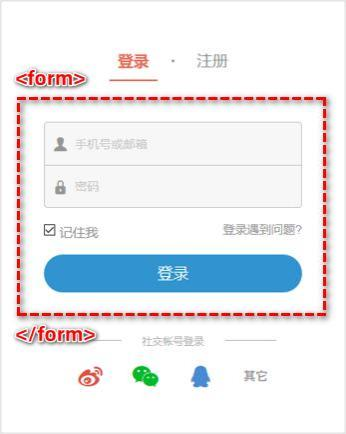 登录 · 注册
<form>
手机号或邮箱
密码
记住我 登录遇到问题?
登录
</form>
社交帐号登录
其它